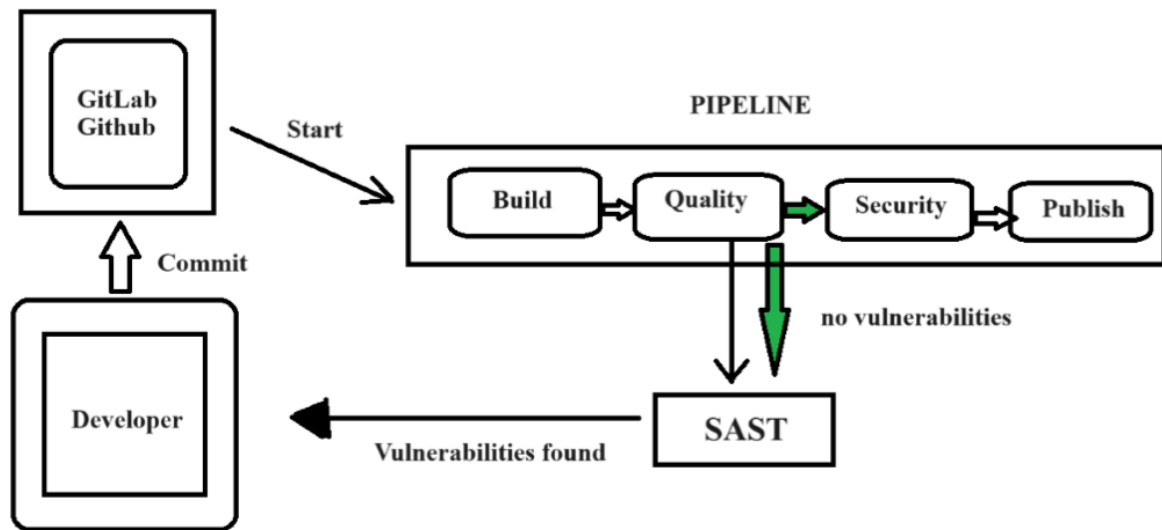 GitLab
Github
Start
PIPELINE
Build
Quality
Security
Publish
Commit
no vulnerabilities
Developer
SAST
Vulnerabilities found